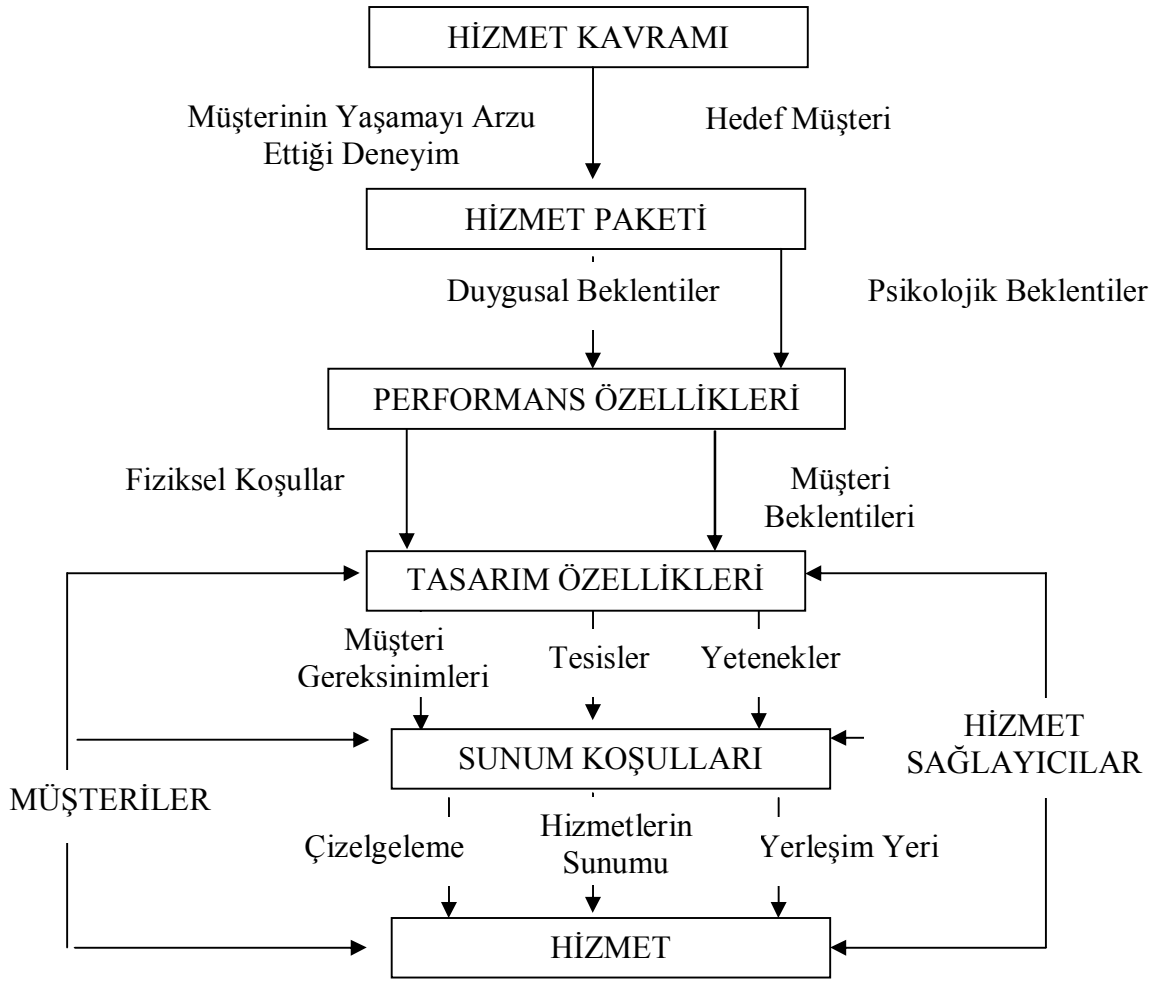 HİZMET KAVRAMI
Müşterinin Yaşamayı Arzu
Ettiği Deneyim
Hedef Müşteri
HİZMET PAKETİ
Duygusal Beklentiler
Psikolojik Beklentiler
PERFORMANS ÖZELLİKLERİ
Fiziksel Koşullar
Müşteri
Beklentileri
TASARIM ÖZELLİKLERİ
Müşteri
Gereksinimleri
Tesisler
Yetenekler
SUNUM KOŞULLARI
HİZMET
SAĞLAYICILAR
MÜŞTERİLER
Çizelgeleme
Hizmetlerin
Sunumu
Yerleşim Yeri
HİZMET